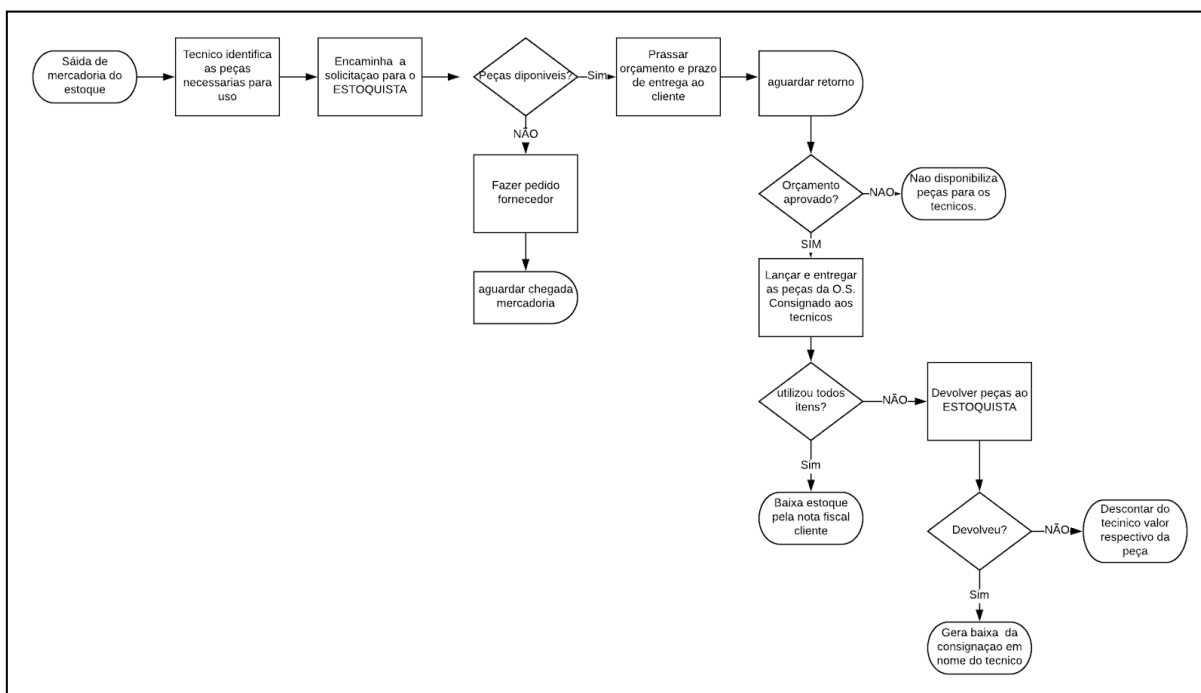 Sáida de
mercadoria do
estoque
Tecnico identifica
as peças
necessarias para
uso
Encaminha a
solicitaçao para o
ESTOQUISTA
Peças diponiveis?
Sim
Prassar
orçamento e prazo
de entrega ao
cliente
aguardar retorno
NÃO
Fazer pedido
fornecedor
aguardar chegada
mercadoria
Orçamento
aprovado?
NAO
Nao disponibiliza
peças para os
tecnicos.
SIM
Lançar e entregar
as peças da O.S.
Consignado aos
tecnicos
utilizou todos
itens?
NÃO
Devolver peças ao
ESTOQUISTA
Sim
Baixa estoque
pela nota fiscal
cliente
Devolveu?
NÃO
Descontar do
tecinico valor
respectivo da
peça
Sim
Gera baixa da
consignaçao em
nome do tecnico